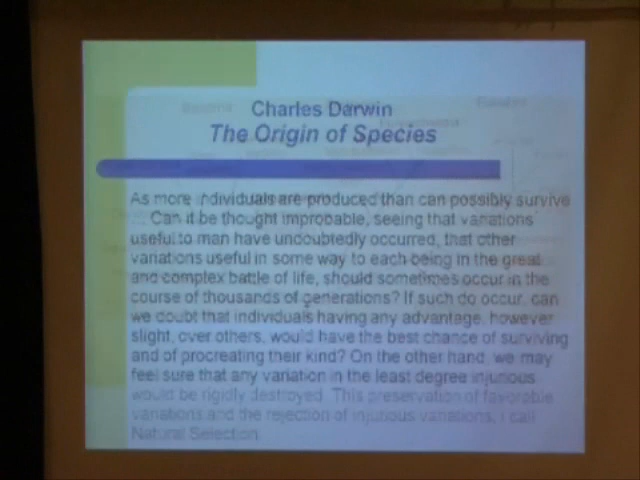 Charles Darwin
The Origin of Species
As more individuals are produced than can possibly survive
... Can it be thought improbable, seeing that variations
useful to man have undoubtedly occurred, that other
variations useful in some way to each being in the great
and complex battle of life, should sometimes occur in the
course of thousands of generations? If such do occur, can
we doubt that individuals having any advantage, however
slight, over others, would have the best chance of surviving
and of procreating their kind? On the other hand, we may
feel sure that any variation in the least degree injurious
would be rigidly destroyed. This preservation of favorable
variations and the rejection of injurious variations, I call
Natural Selection